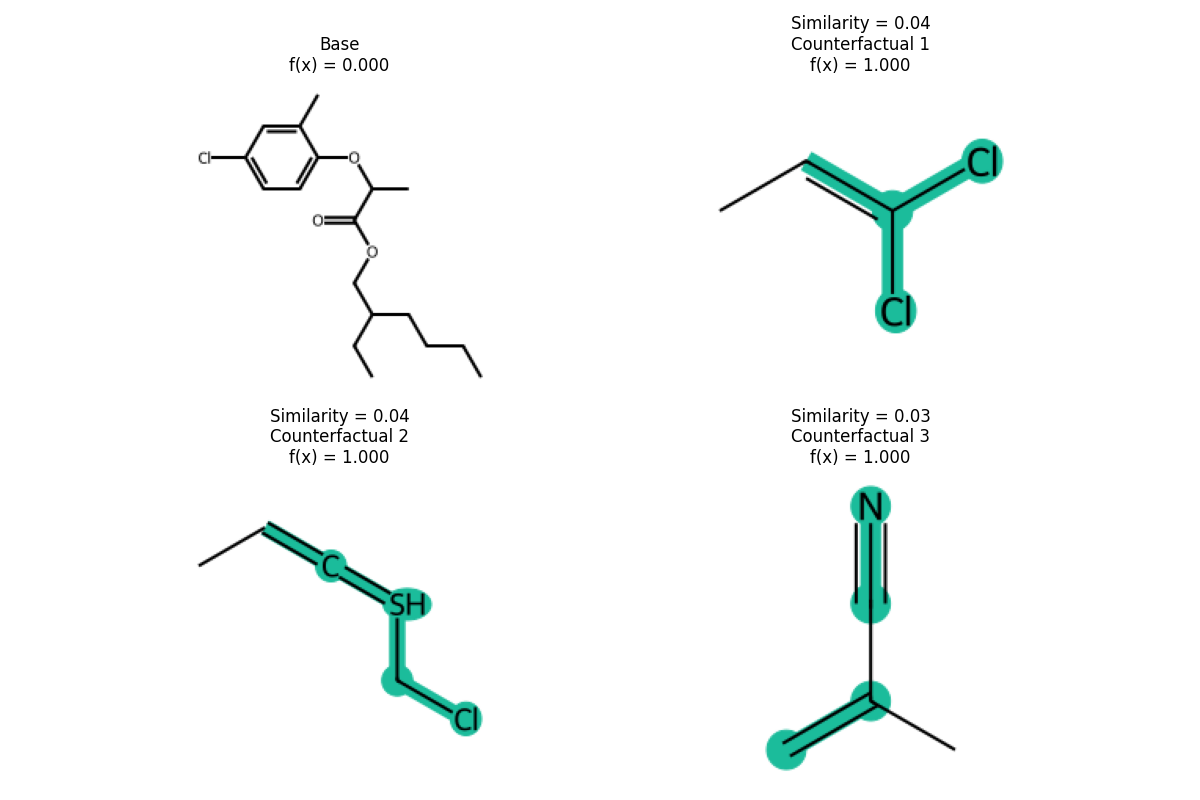 Base
f(x) = 0.000
Cl
O
O
O
Similarity = 0.04
Counterfactual 1
f(x) = 1.000
Cl
Cl
Similarity = 0.04
Counterfactual 2
f(x) = 1.000
C
SH
Cl
Similarity = 0.03
Counterfactual 3
f(x) = 1.000
N